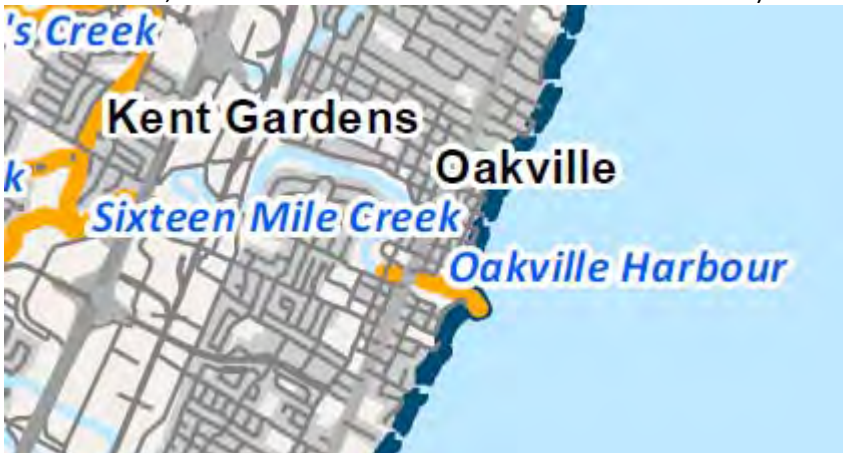 's Creek
Kent Gardens
Oakville
k
Sixteen Mile Creek
Oakville Harbour